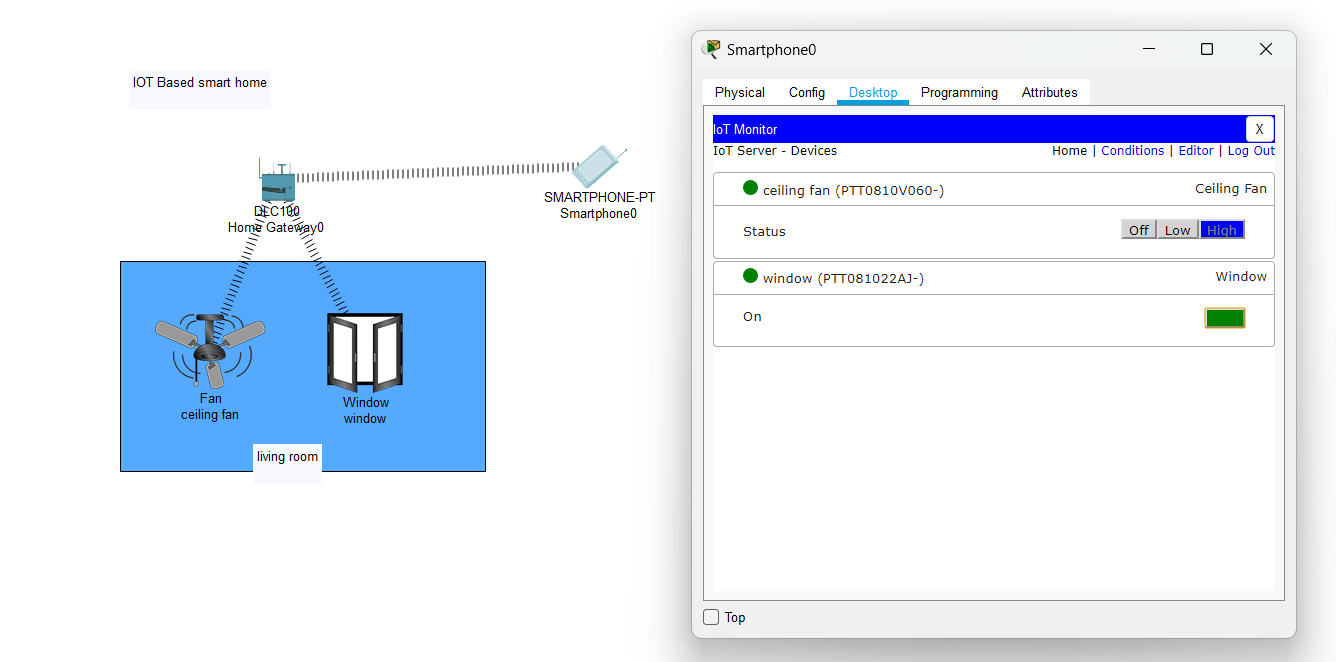 IOT Based smart home
DLC100
Home Gateway0
SMARTPHONE-PT
Smartphone0
Fan
ceiling fan
Window
window
living room
Smartphone0
Physical Config Desktop Programming Attributes
IoT Monitor X
IoT Server - Devices Home | Conditions | Editor | Log Out
ceiling fan (PTT0810V060-) Ceiling Fan
Status Off Low High
window (PTT081022AJ-) Window
On
Top